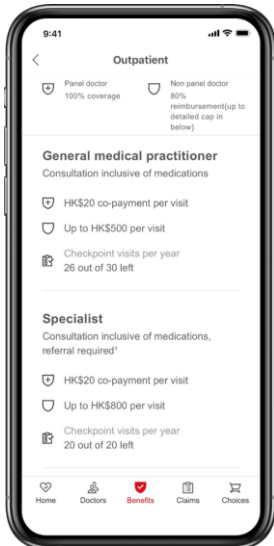 9:41
Outpatient
Panel doctor
100% coverage
Non panel doctor
80%
reimbursement(up to
detailed cap in
below)
General medical practitioner
Consultation inclusive of medications
HK$20 co-payment per visit
Up to HK$500 per visit
Checkpoint visits per year
26 out of 30 left
Specialist
Consultation inclusive of medications,
referral required¹
HK$20 co-payment per visit
Up to HK$800 per visit
Checkpoint visits per year
20 out of 20 left
Home Doctors Benefits Claims Choices